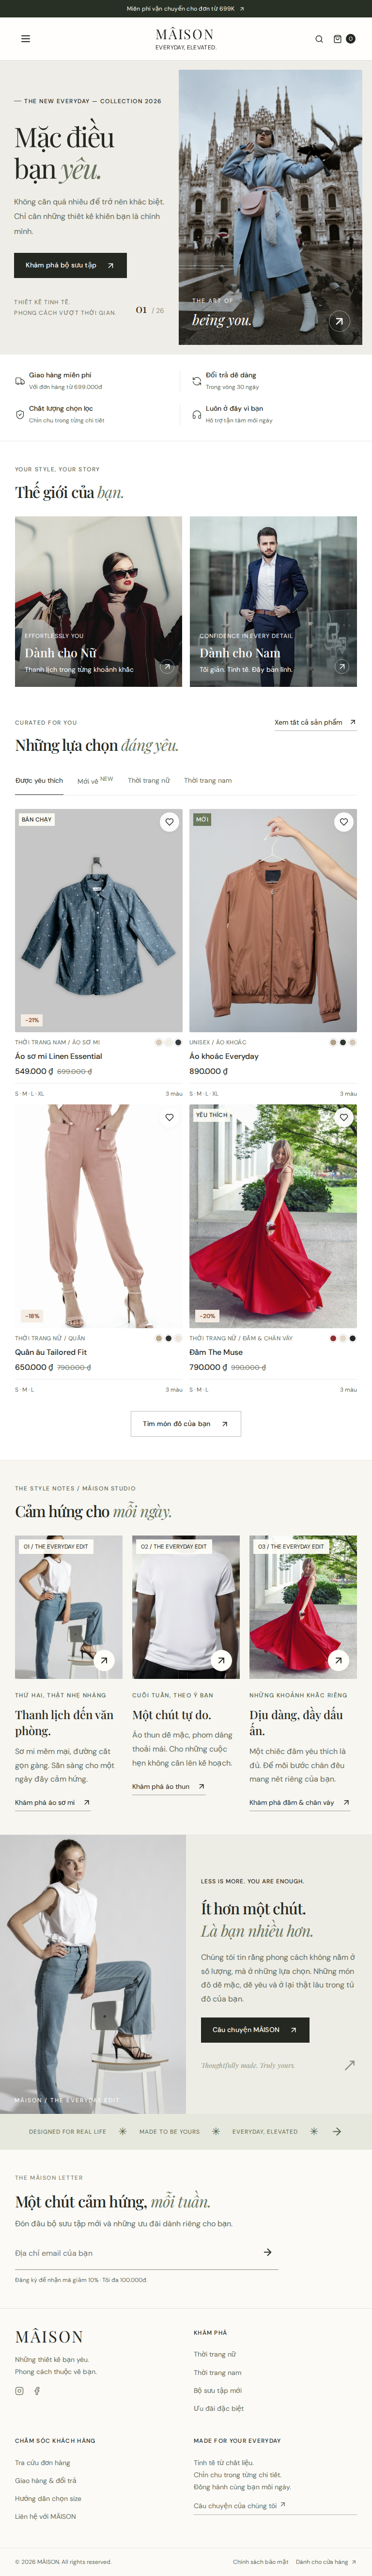 Miễn phí vận chuyển cho đơn từ 699K
MÂISON
EVERYDAY, ELEVATED.
0
— THE NEW EVERYDAY — COLLECTION 2026
Mặc điều
bạn yêu.
Không cần quá nhiều để trở nên khác biệt.
Chỉ cần những thiết kế khiến bạn là chính
mình.
Khám phá bộ sưu tập
THIẾT KẾ TINH TẾ.
PHONG CÁCH VƯỢT THỜI GIAN.
01 / 26
THE ART OF
being you.
Giao hàng miễn phí
Với đơn hàng từ 699.000đ
Đổi trả dễ dàng
Trong vòng 30 ngày
Chất lượng chọn lọc
Chỉn chu trong từng chi tiết
Luôn ở đây vì bạn
Hỗ trợ tận tâm mỗi ngày
YOUR STYLE, YOUR STORY
Thế giới của bạn.
EFFORTLESSLY YOU
Dành cho Nữ
Thanh lịch trong từng khoảnh khắc
CONFIDENCE IN EVERY DETAIL
Dành cho Nam
Tối giản. Tinh tế. Đầy bản lĩnh.
CURATED FOR YOU
Những lựa chọn đáng yêu.
Xem tất cả sản phẩm
Được yêu thích
Mới về NEW
Thời trang nữ
Thời trang nam
BÁN CHẠY
-21%
THỜI TRANG NAM / ÁO SƠ MI
Áo sơ mi Linen Essential
549.000 ₫ 699.000 ₫
S · M · L · XL
3 màu
MỚI
UNISEX / ÁO KHOÁC
Áo khoác Everyday
890.000 ₫
S · M · L · XL
3 màu
-18%
THỜI TRANG NỮ / QUẦN
Quần âu Tailored Fit
650.000 ₫ 790.000 ₫
S · M · L
3 màu
YÊU THÍCH
-20%
THỜI TRANG NỮ / ĐẦM & CHÂN VÁY
Đầm The Muse
790.000 ₫ 990.000 ₫
S · M · L
3 màu
Tìm món đồ của bạn
THE STYLE NOTES / MÂISON STUDIO
Cảm hứng cho mỗi ngày.
01 / THE EVERYDAY EDIT
THỨ HAI, THẬT NHẸ NHÀNG
Thanh lịch đến văn
phòng.
Sơ mi mềm mại, đường cắt
gọn gàng. Sẵn sàng cho một
ngày đầy cảm hứng.
Khám phá áo sơ mi
02 / THE EVERYDAY EDIT
CUỐI TUẦN, THEO Ý BẠN
Một chút tự do.
Áo thun dễ mặc, phom dáng
thoải mái. Cho những cuộc
hẹn không cần lên kế hoạch.
Khám phá áo thun
03 / THE EVERYDAY EDIT
NHỮNG KHOẢNH KHẮC RIÊNG
Dịu dàng, đầy dấu
ấn.
Một chiếc đầm yêu thích là
đủ. Để mỗi bước chân đều
mang nét riêng của bạn.
Khám phá đầm & chân váy
MÂISON / THE EVERYDAY EDIT
LESS IS MORE. YOU ARE ENOUGH.
Ít hơn một chút.
Là bạn nhiều hơn.
Chúng tôi tin rằng phong cách không nằm ở
số lượng, mà ở những lựa chọn. Những món
đồ dễ mặc, dễ yêu và ở lại thật lâu trong tủ
đồ của bạn.
Câu chuyện MÂISON
Thoughtfully made. Truly yours.
DESIGNED FOR REAL LIFE
MADE TO BE YOURS
EVERYDAY, ELEVATED
THE MÂISON LETTER
Một chút cảm hứng, mỗi tuần.
Đón đầu bộ sưu tập mới và những ưu đãi dành riêng cho bạn.
Địa chỉ email của bạn
Đăng ký để nhận mã giảm 10% · Tối đa 100.000đ.
MÂISON
Những thiết kế bạn yêu.
Phong cách thuộc về bạn.
KHÁM PHÁ
Thời trang nữ
Thời trang nam
Bộ sưu tập mới
Ưu đãi đặc biệt
CHĂM SÓC KHÁCH HÀNG
Tra cứu đơn hàng
Giao hàng & đổi trả
Hướng dẫn chọn size
Liên hệ với MÂISON
MADE FOR YOUR EVERYDAY
Tinh tế từ chất liệu.
Chỉn chu trong từng chi tiết.
Đồng hành cùng bạn mỗi ngày.
Câu chuyện của chúng tôi
© 2026 MÂISON. All rights reserved.
Chính sách bảo mật
Dành cho cửa hàng